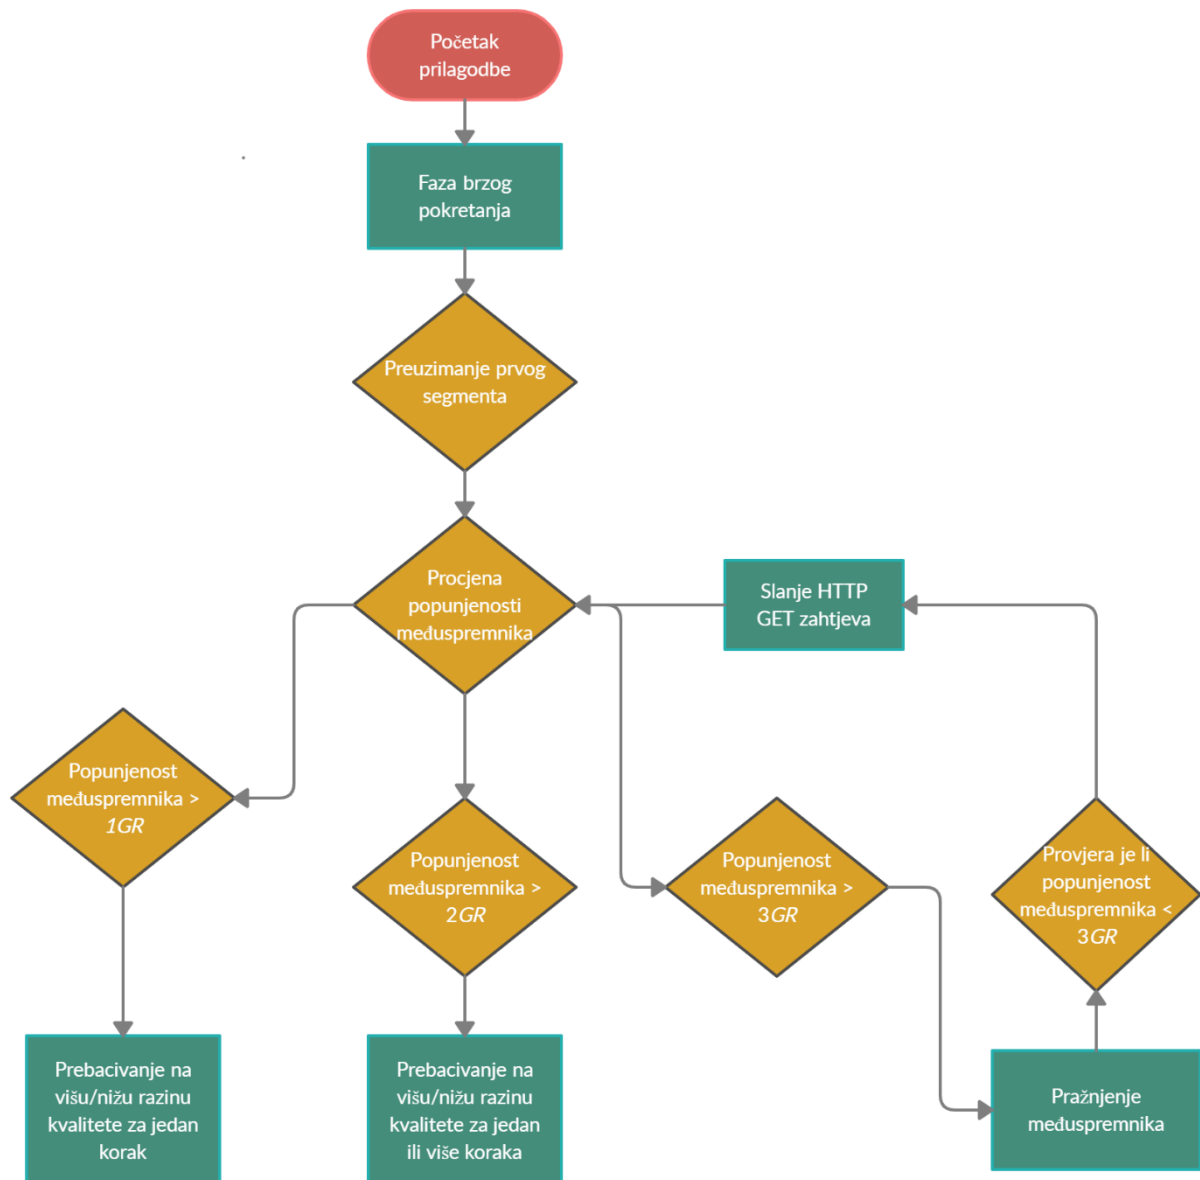 Početak
prilagodbe
Faza brzog
pokretanja
Preuzimanje prvog
segmenta
Procjena
popunjenosti
međuspremnika
Slanje HTTP
GET zahtjeva
Popunjenost
međuspremnika >
1GR
Popunjenost
međuspremnika >
2GR
Popunjenost
međuspremnika >
3GR
Provjera je li
popunjenost
međuspremnika <
3GR
Prebacivanje na
višu/nižu razinu
kvalitete za jedan
korak
Prebacivanje na
višu/nižu razinu
kvalitete za jedan
ili više koraka
Pražnjenje
međuspremnika